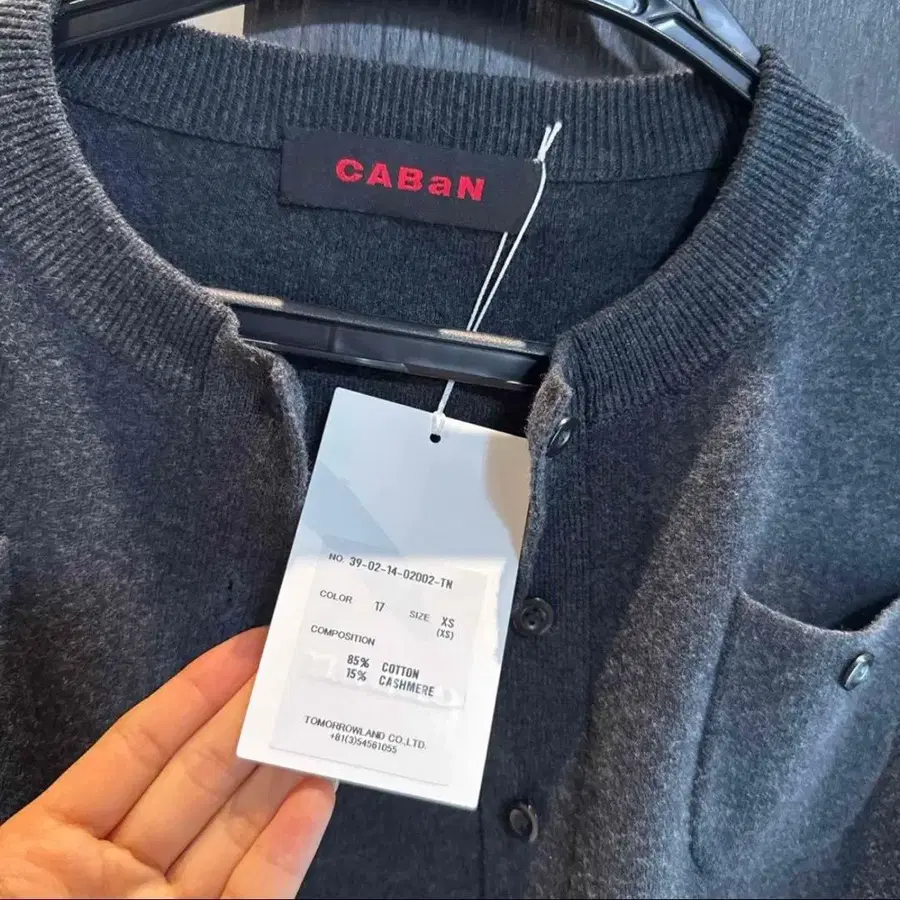 CABaN
NO. 39-02-14-02002-TN
COLOR 17 SIZE XS
(XS)
COMPOSITION
85% COTTON
15% CASHMERE
TOMORROWLAND CO.,LTD.
+81(3)54561055